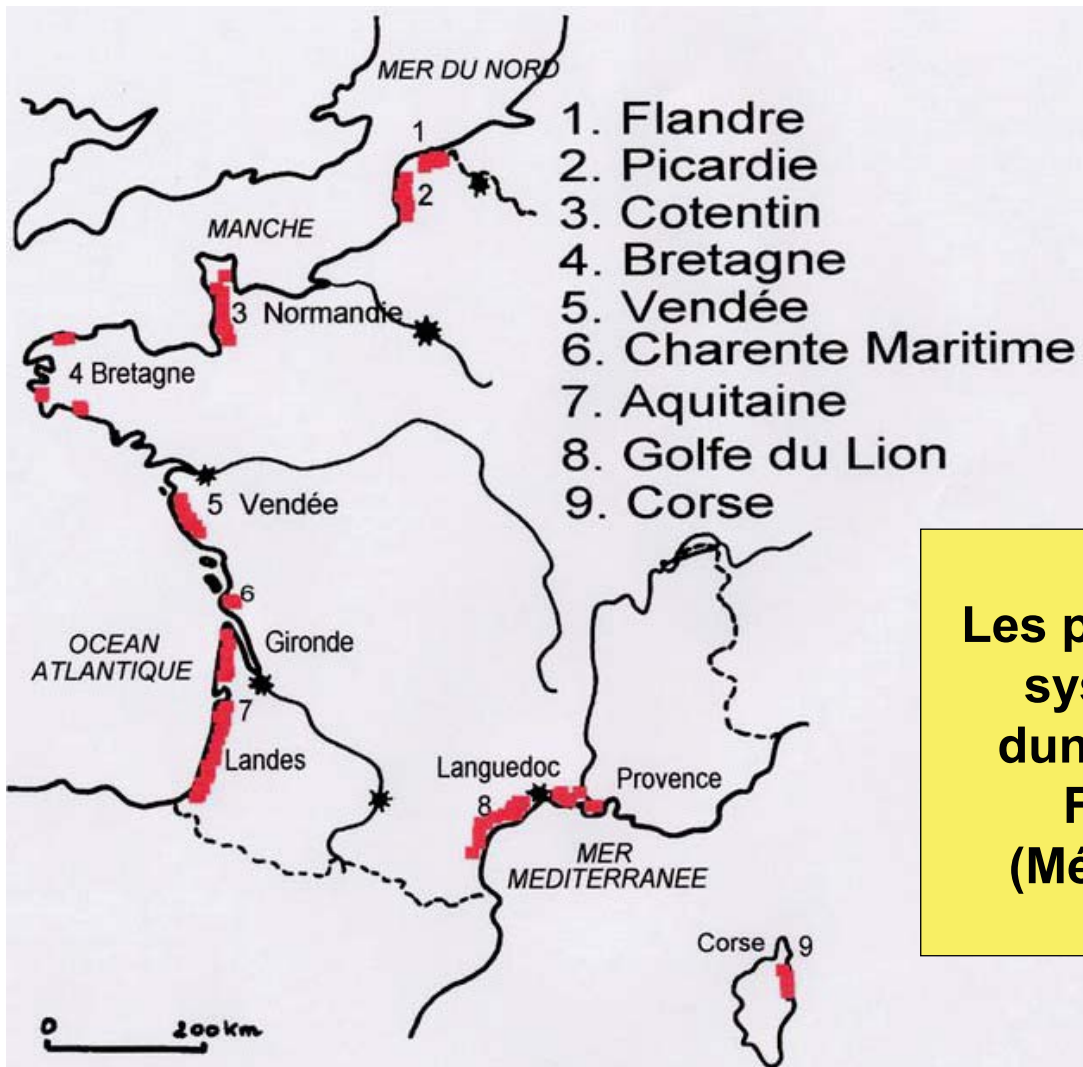 MER DU NORD
1
1. Flandre
2. Picardie
2
3. Cotentin
MANCHE
4. Bretagne
3 Normandie
5. Vendée
6. Charente Maritime
4 Bretagne
7. Aquitaine
8. Golfe du Lion
5 Vendée
9. Corse
6
OCEAN
ATLANTIQUE
Gironde
7
Landes
Languedoc
Provence
8
MER
MEDITERRANEE
Corse 9
0 200km
Les
(Mé